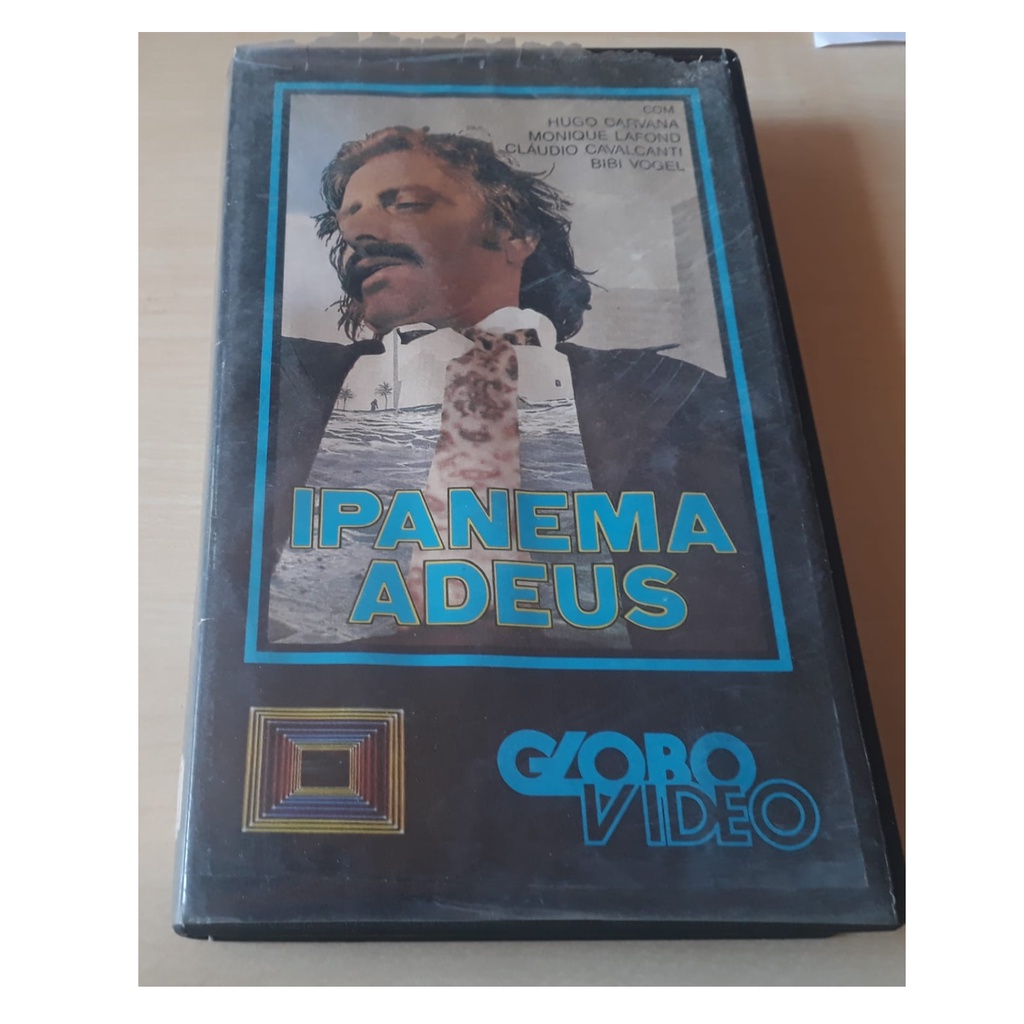 COM
HUGO CARVANA
MONIQUE LAFOND
CLAUDIO CAVALCANTI
BIBI VOGEL
IPANEMA
ADEUS
GLOBO
VIDEO